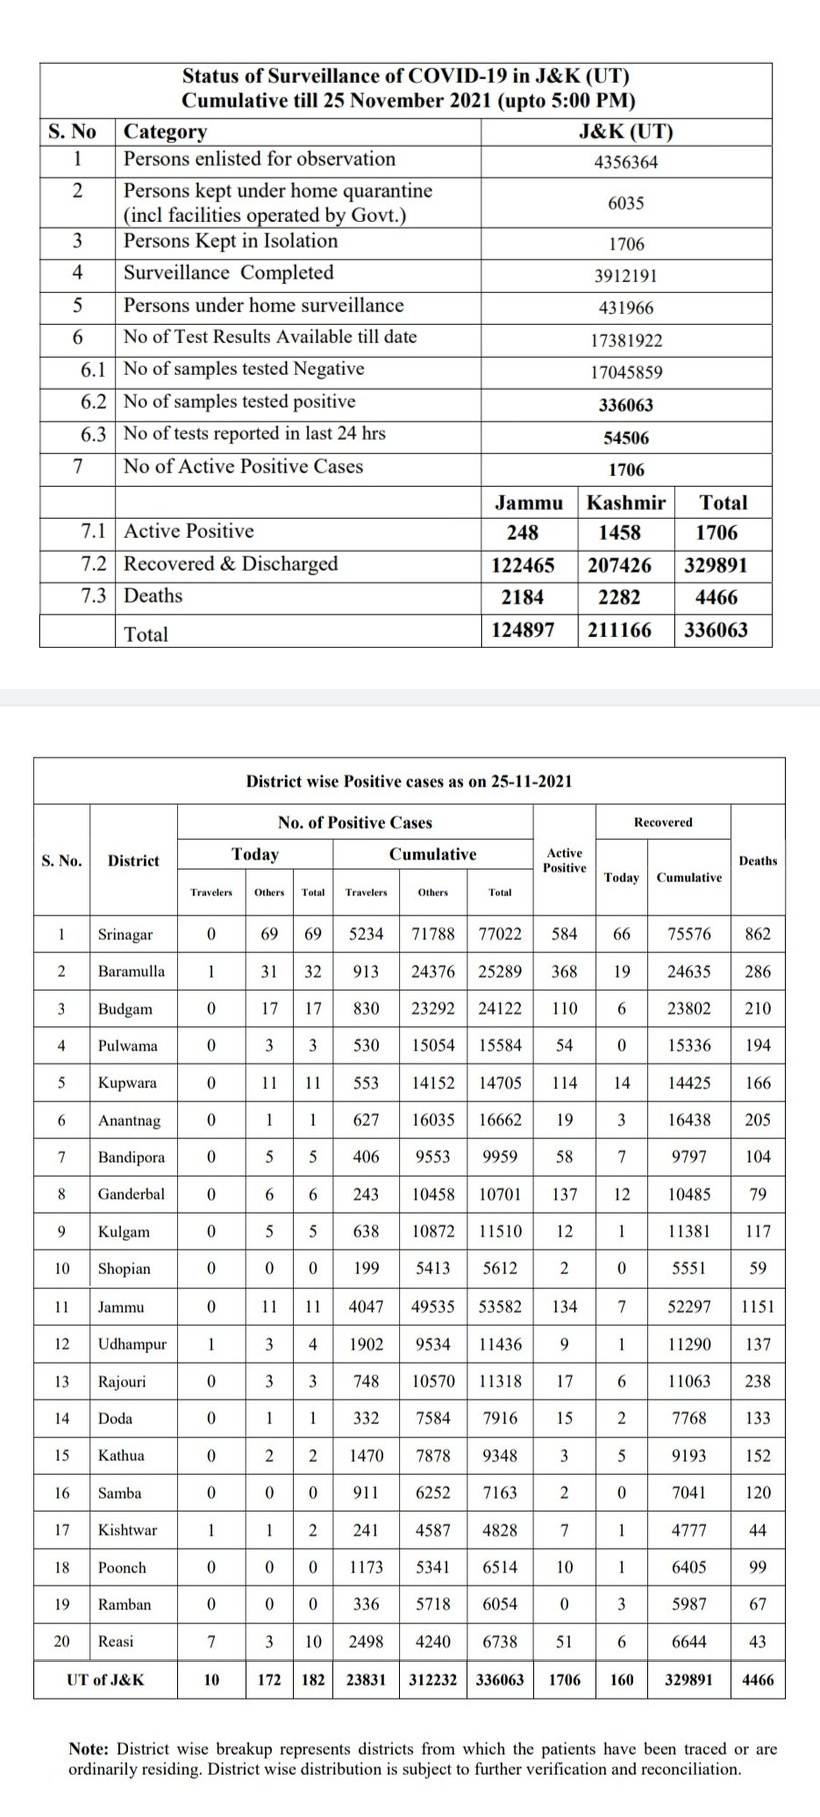 Status of Surveillance of COVID-19 in J&K (UT)
Cumulative till 25 November 2021 (upto 5:00 PM)
S. No Category J&K (UT)
1 Persons enlisted for observation 4356364
2 Persons kept under home quarantine
(incl facilities operated by Govt.) 6035
3 Persons Kept in Isolation 1706
4 Surveillance Completed 3912191
5 Persons under home surveillance 431966
6 No of Test Results Available till date 17381922
6.1 No of samples tested Negative 17045859
6.2 No of samples tested positive 336063
6.3 No of tests reported in last 24 hrs 54506
7 No of Active Positive Cases 1706
Jammu Kashmir Total
7.1 Active Positive 248 1458 1706
7.2 Recovered & Discharged 122465 207426 329891
7.3 Deaths 2184 2282 4466
Total 124897 211166 336063
District wise Positive cases as on 25-11-2021
S. No. District No. of Positive Cases Active Positive Recovered Deaths
Today Cumulative Today Cumulative
Travelers Others Total Travelers Others Total
1 Srinagar 0 69 69 5234 71788 77022 584 66 75576 862
2 Baramulla 1 31 32 913 24376 25289 368 19 24635 286
3 Budgam 0 17 17 830 23292 24122 110 6 23802 210
4 Pulwama 0 3 3 530 15054 15584 54 0 15336 194
5 Kupwara 0 11 11 553 14152 14705 114 14 14425 166
6 Anantnag 0 1 1 627 16035 16662 19 3 16438 205
7 Bandipora 0 5 5 406 9553 9959 58 7 9797 104
8 Ganderbal 0 6 6 243 10458 10701 137 12 10485 79
9 Kulgam 0 5 5 638 10872 11510 12 1 11381 117
10 Shopian 0 0 0 199 5413 5612 2 0 5551 59
11 Jammu 0 11 11 4047 49535 53582 134 7 52297 1151
12 Udhampur 1 3 4 1902 9534 11436 9 1 11290 137
13 Rajouri 0 3 3 748 10570 11318 17 6 11063 238
14 Doda 0 1 1 332 7584 7916 15 2 7768 133
15 Kathua 0 2 2 1470 7878 9348 3 5 9193 152
16 Samba 0 0 0 911 6252 7163 2 0 7041 120
17 Kishtwar 1 1 2 241 4587 4828 7 1 4777 44
18 Poonch 0 0 0 1173 5341 6514 10 1 6405 99
19 Ramban 0 0 0 336 5718 6054 0 3 5987 67
20 Reasi 7 3 10 2498 4240 6738 51 6 6644 43
UT of J&K 10 172 182 23831 312232 336063 1706 160 329891 4466
Note: District wise breakup represents districts from which the patients have been traced or are
ordinarily residing. District wise distribution is subject to further verification and reconciliation.